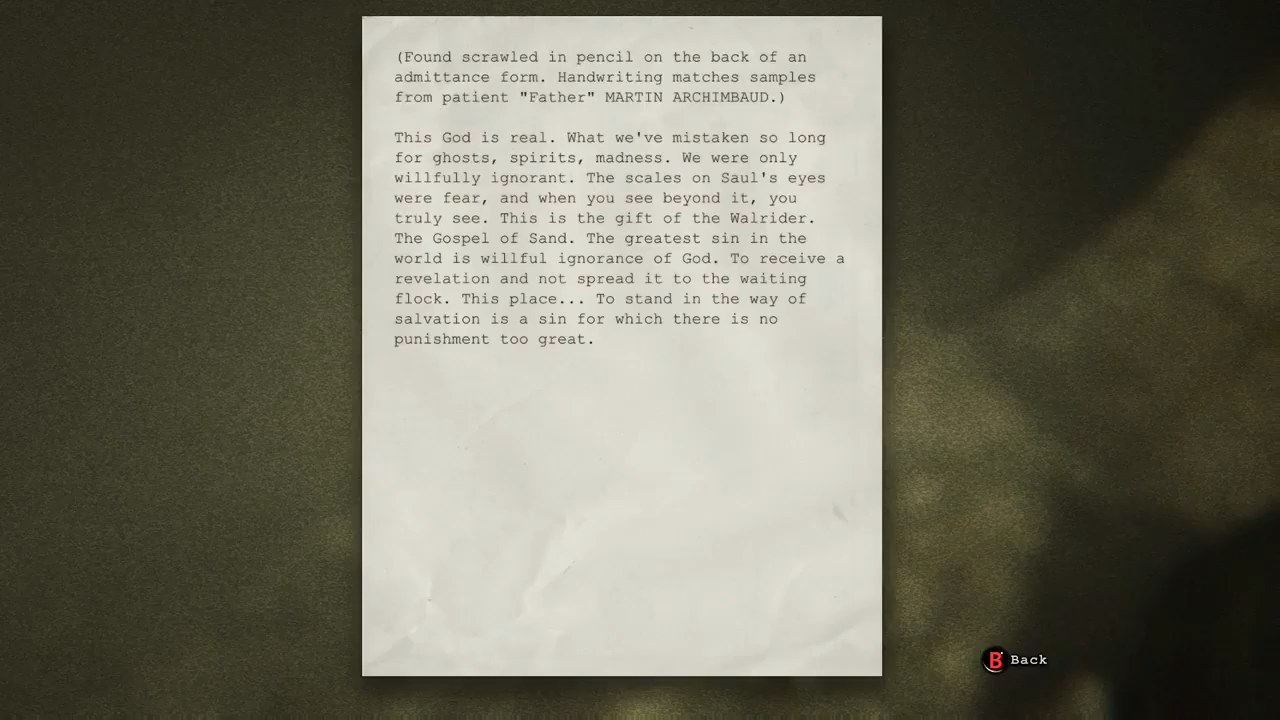 (Found scrawled in pencil on the back of an
admittance form. Handwriting matches samples
from patient "Father" MARTIN ARCHIMBAUD.)
This God is real. What we've mistaken so long
for ghosts, spirits, madness. We were only
willfully ignorant. The scales on Saul's eyes
were fear, and when you see beyond it, you
truly see. This is the gift of the Walrider.
The Gospel of Sand. The greatest sin in the
world is willful ignorance of God. To receive a
revelation and not spread it to the waiting
flock. This place... To stand in the way of
salvation is a sin for which there is no
punishment too great.
B Back